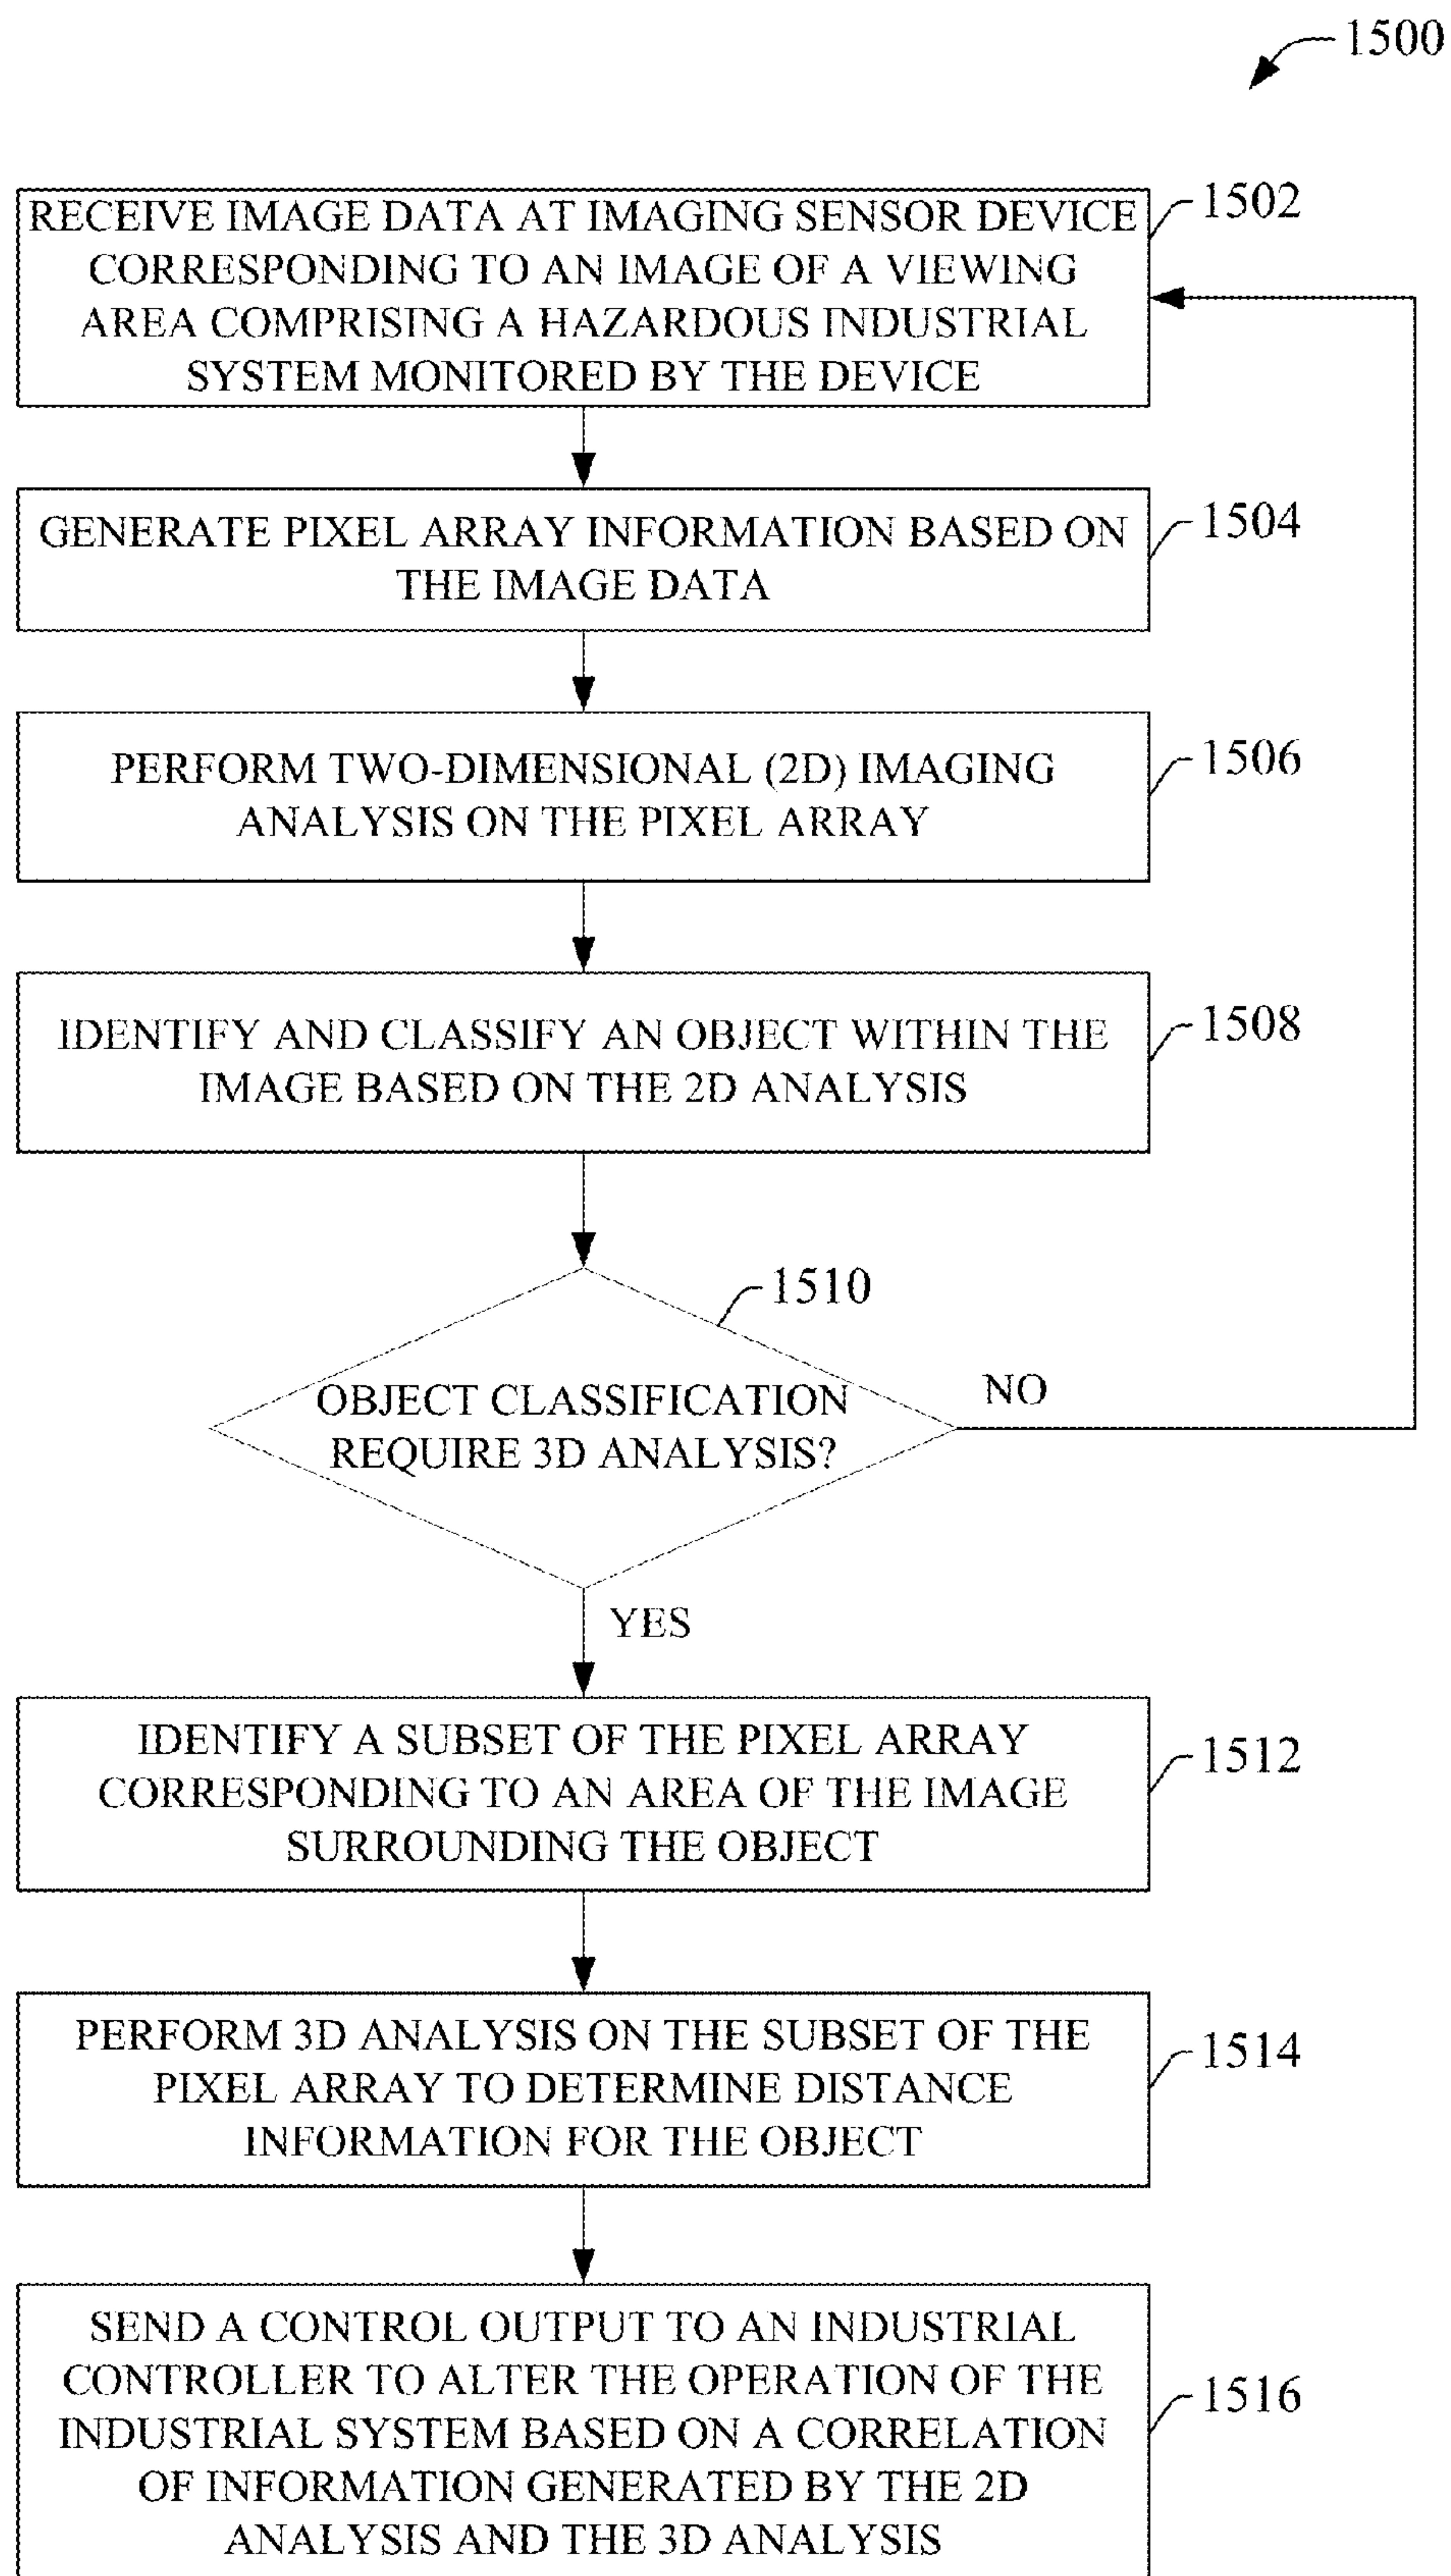 1500
RECEIVE IMAGE DATA AT IMAGING SENSOR DEVICE
CORRESPONDING TO AN IMAGE OF A VIEWING
AREA COMPRISING A HAZARDOUS INDUSTRIAL
SYSTEM MONITORED BY THE DEVICE
1502
GENERATE PIXEL ARRAY INFORMATION BASED ON
THE IMAGE DATA
1504
PERFORM TWO-DIMENSIONAL (2D) IMAGING
ANALYSIS ON THE PIXEL ARRAY
1506
IDENTIFY AND CLASSIFY AN OBJECT WITHIN THE
IMAGE BASED ON THE 2D ANALYSIS
1508
1510
OBJECT CLASSIFICATION
REQUIRE 3D ANALYSIS?
NO
YES
IDENTIFY A SUBSET OF THE PIXEL ARRAY
CORRESPONDING TO AN AREA OF THE IMAGE
SURROUNDING THE OBJECT
1512
PERFORM 3D ANALYSIS ON THE SUBSET OF THE
PIXEL ARRAY TO DETERMINE DISTANCE
INFORMATION FOR THE OBJECT
1514
SEND A CONTROL OUTPUT TO AN INDUSTRIAL
CONTROLLER TO ALTER THE OPERATION OF THE
INDUSTRIAL SYSTEM BASED ON A CORRELATION
OF INFORMATION GENERATED BY THE 2D
ANALYSIS AND THE 3D ANALYSIS
1516